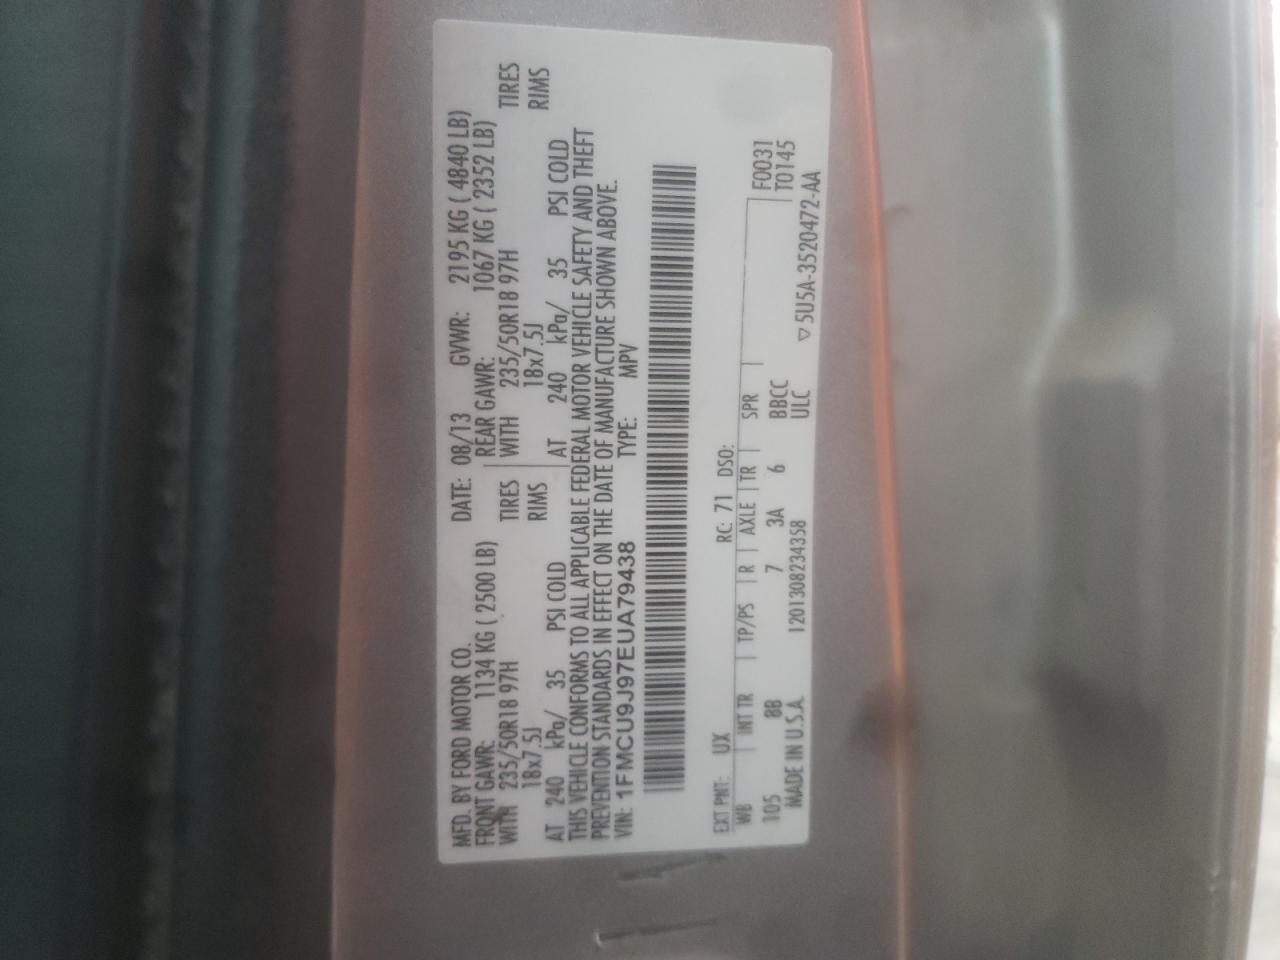 MFD. BY FORD MOTOR CO. DATE: 08/13 GVWR: 2195 KG ( 4840 LB)
FRONT GAWR: 1134 KG ( 2500 LB) REAR GAWR: 1067 KG ( 2352 LB)
WITH 235/50R18 97H TIRES WITH 235/50R18 97H TIRES
18x7.5J RIMS 18x7.5J RIMS
AT 240 kPa/ 35 PSI COLD AT 240 kPa/ 35 PSI COLD
THIS VEHICLE CONFORMS TO ALL APPLICABLE FEDERAL MOTOR VEHICLE SAFETY AND THEFT
PREVENTION STANDARDS IN EFFECT ON THE DATE OF MANUFACTURE SHOWN ABOVE.
VIN: 1FMCU9J97EUA79438 TYPE: MPV
EXT PNT: UX RC: 71 DSO:
WB INT TR TP/PS R AXLE TR SPR F0031
T0145
105 8B 7 3A 6 BBCC
MADE IN U.S.A. 1201308234358 ULC ▽ 5U5A-3520472-AA